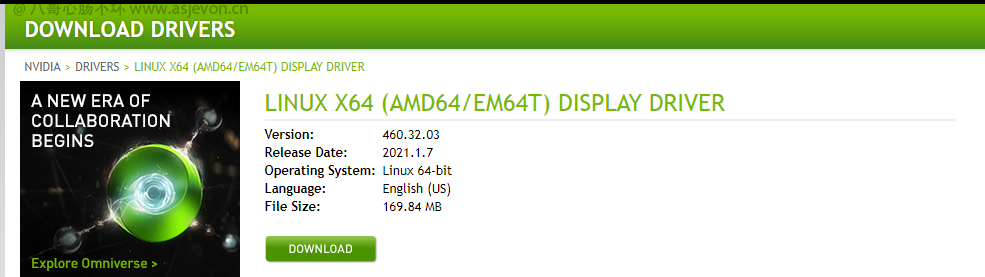 @ 八哥心肠不坏 www.asjevon.cn
DOWNLOAD DRIVERS
NVIDIA > DRIVERS > LINUX X64 (AMD64/EM64T) DISPLAY DRIVER
A NEW ERA OF
COLLABORATION
BEGINS
Explore Omniverse >
LINUX X64 (AMD64/EM64T) DISPLAY DRIVER
Version: 460.32.03
Release Date: 2021.1.7
Operating System: Linux 64-bit
Language: English (US)
File Size: 169.84 MB
DOWNLOAD